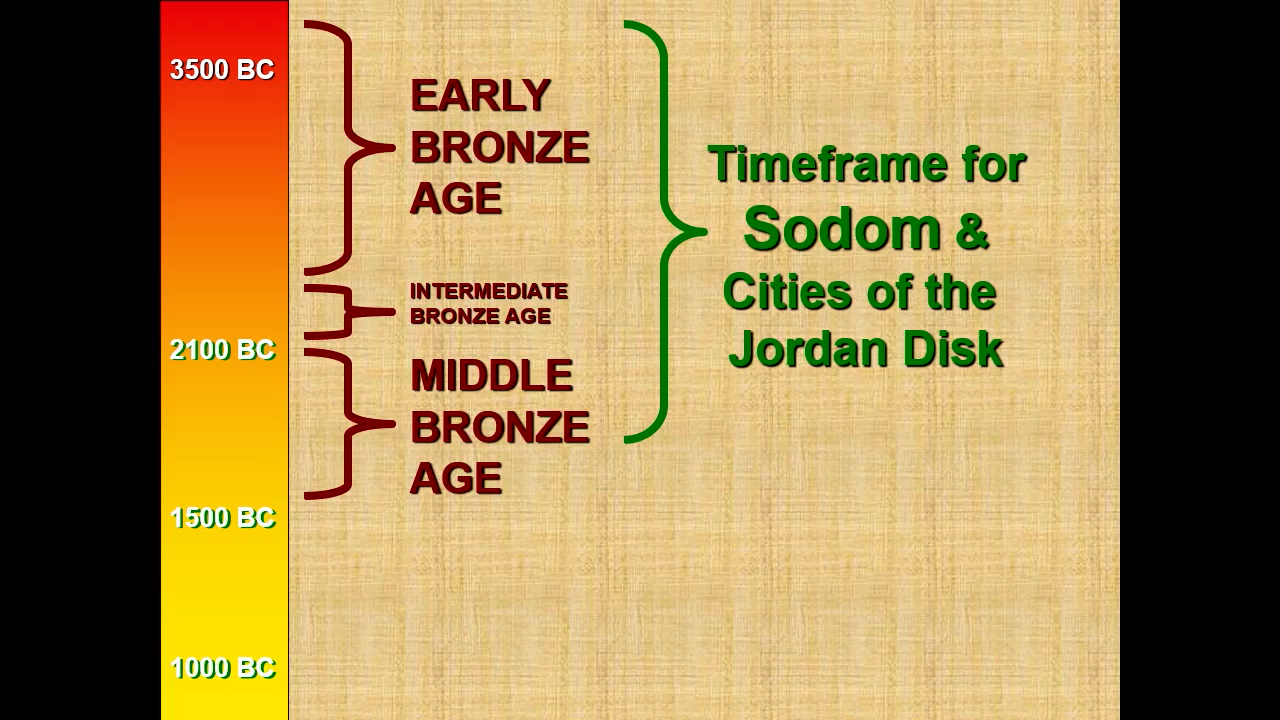 3500 BC
2100 BC
1500 BC
1000 BC
EARLY
BRONZE
AGE
INTERMEDIATE
BRONZE AGE
MIDDLE
BRONZE
AGE
Timeframe for
Sodom &
Cities of the
Jordan Disk